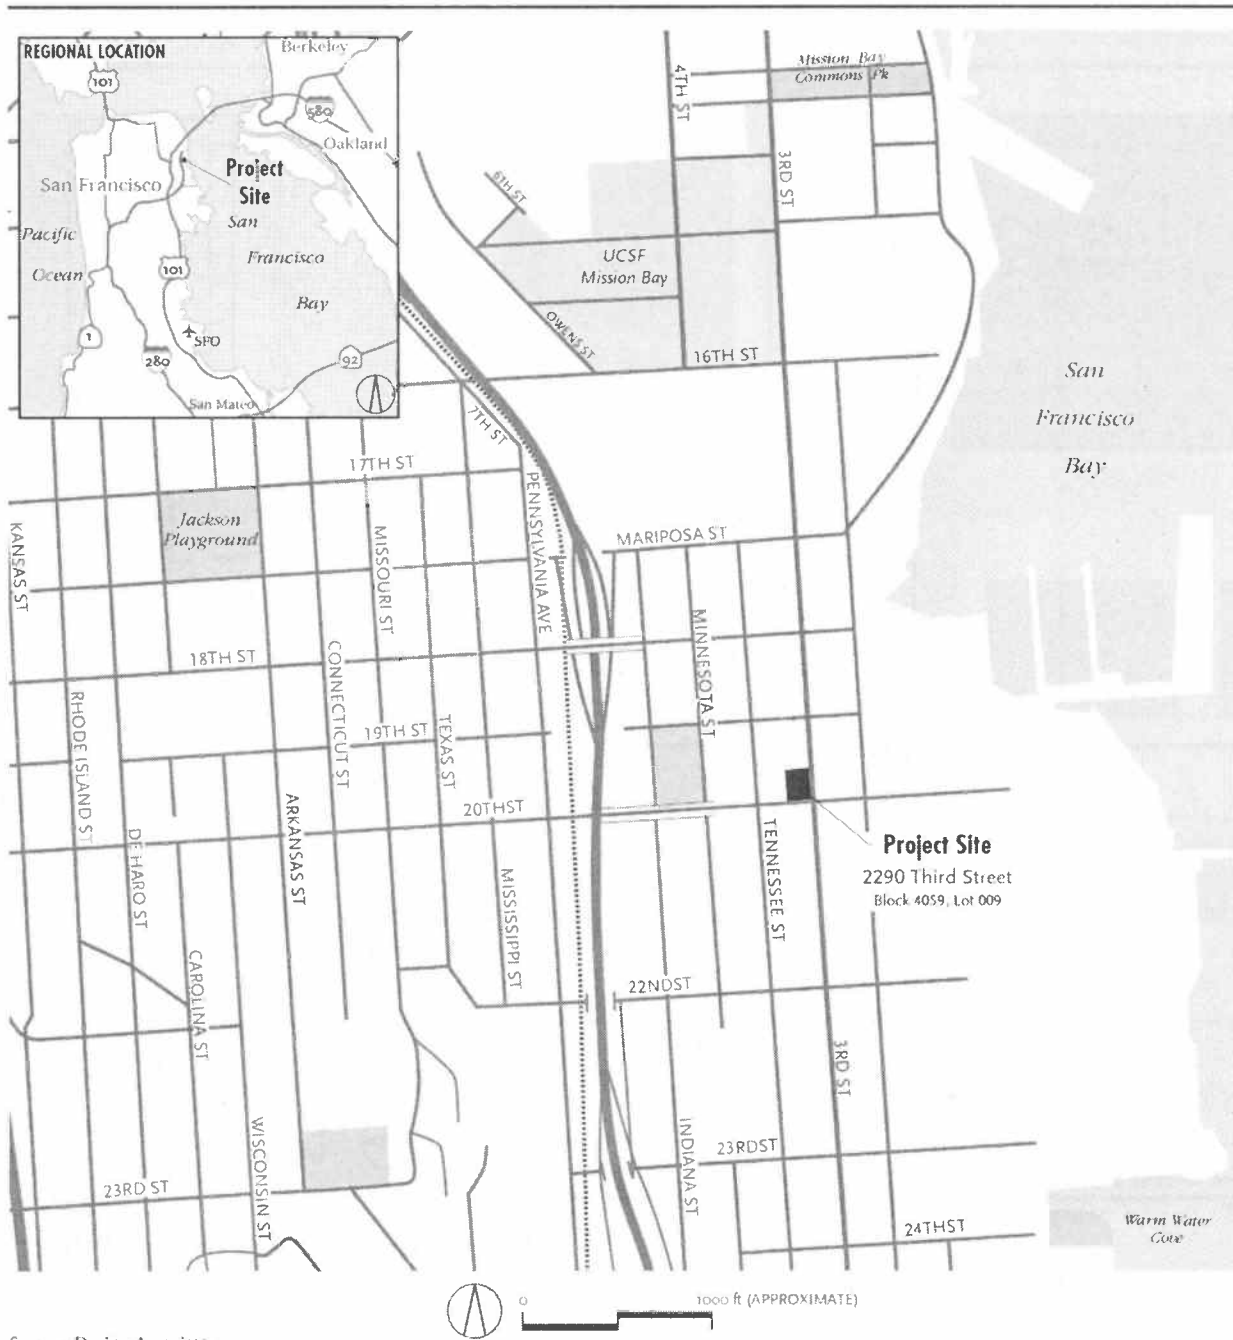 REGIONAL LOCATION
Berkeley
101
580
Oakland
Project
Site
San Francisco
San
Francisco
Bay
Pacific
Ocean
101
1
280
SFO
92
San Mateo
Mission Bay
Commons Pk
4TH ST
3RD ST
6TH ST
UCSF
Mission Bay
OWENS ST
16TH ST
San
Francisco
Bay
7TH ST
17TH ST
Jackson
Playground
KANSAS ST
MISSOURI ST
PENNSYLVANIA AVE
MARIPOSA ST
MINNESOTA ST
18TH ST
CONNECTICUT ST
RHODE ISLAND ST
19TH ST
TEXAS ST
20TH ST
ARKANSAS ST
DE HARO ST
TENNESSEE ST
Project Site
2290 Third Street
Block 4059, Lot 009
MISSISSIPPI ST
CAROLINA ST
22ND ST
3RD ST
WISCONSIN ST
INDIANA ST
23RD ST
23RD ST
24TH ST
Warm Water
Cove
0
1000 ft (APPROXIMATE)